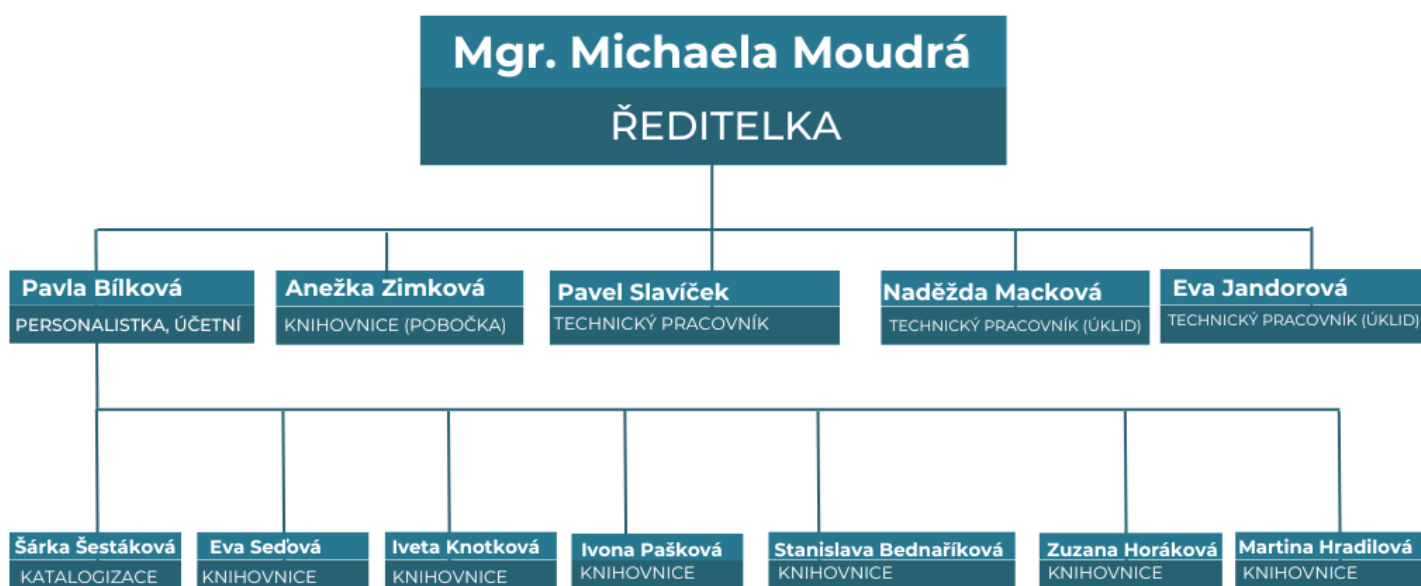 Mgr. Michaela Moudrá
ŘEDITELKA
Pavla Bílková
PERSONALISTKA, ÚČETNÍ
Anežka Zimková
KNIHOVNICE (POBOČKA)
Pavel Slavíček
TECHNICKÝ PRACOVNÍK
Naděžda Macková
TECHNICKÝ PRACOVNÍK (ÚKLID)
Eva Jandorová
TECHNICKÝ PRACOVNÍK (ÚKLID)
Šárka Šestáková
KATALOGIZACE
Eva Seďová
KNIHOVNICE
Iveta Knotková
KNIHOVNICE
Ivona Pašková
KNIHOVNICE
Stanislava Bednaříková
KNIHOVNICE
Zuzana Horáková
KNIHOVNICE
Martina Hradilová
KNIHOVNICE